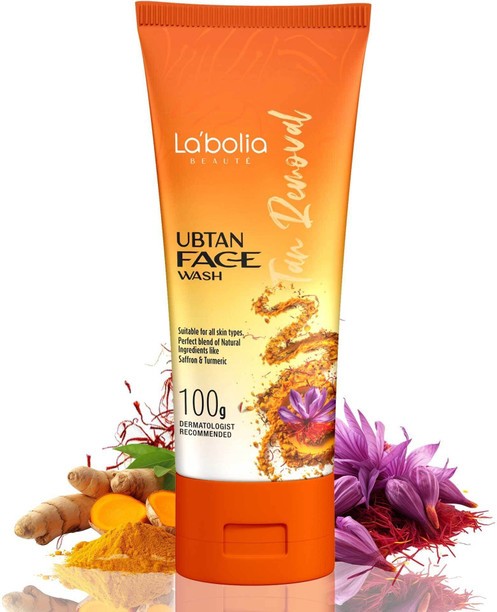 La'bolia
BEAUTÉ
Tan Removal
UBTAN
FACE
WASH
Suitable for all skin types,
Perfect blend of Natural
Ingredients like
Saffron & Turmeric
100g
DERMATOLOGIST
RECOMMENDED